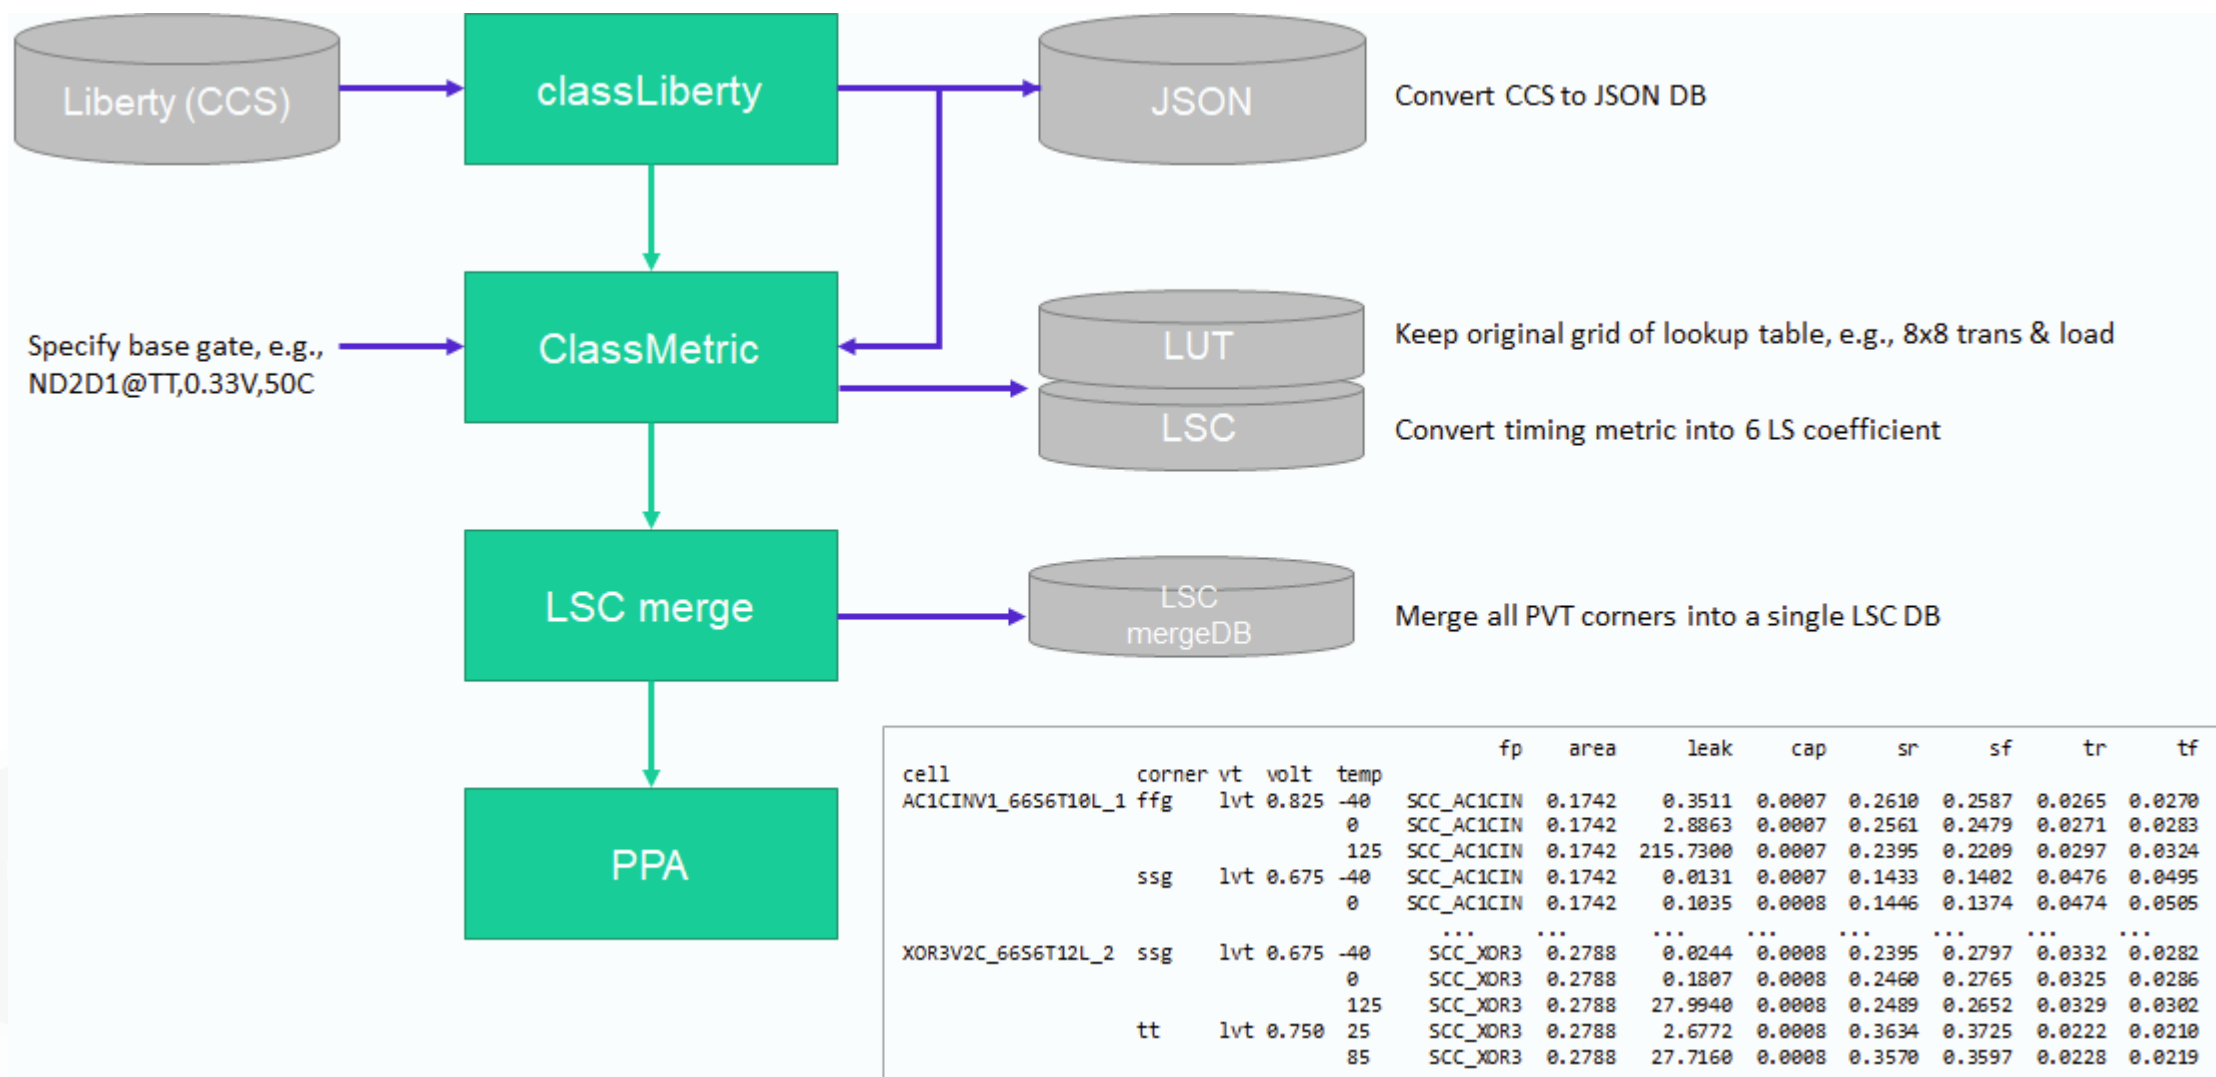 Liberty (CCS)
classLiberty
JSON
Convert CCS to JSON DB
Specify base gate, e.g.,
ND2D1@TT,0.33V,50C
ClassMetric
LUT
Keep original grid of lookup table, e.g., 8x8 trans & load
LSC
Convert timing metric into 6 LS coefficient
LSC merge
LSC
mergeDB
Merge all PVT corners into a single LSC DB
PPA
fp area leak cap sr sf tr tf
cell corner vt volt temp
AC1CINV1_66S6T10L_1 ffg lvt 0.825 -40 SCC_AC1CIN 0.1742 0.3511 0.0007 0.2610 0.2587 0.0265 0.0270
0 SCC_AC1CIN 0.1742 2.8863 0.0007 0.2561 0.2479 0.0271 0.0283
125 SCC_AC1CIN 0.1742 215.7300 0.0007 0.2395 0.2209 0.0297 0.0324
ssg lvt 0.675 -40 SCC_AC1CIN 0.1742 0.0131 0.0007 0.1433 0.1402 0.0476 0.0495
0 SCC_AC1CIN 0.1742 0.1035 0.0008 0.1446 0.1374 0.0474 0.0505
... ... ... ... ... ... ... ...
XOR3V2C_66S6T12L_2 ssg lvt 0.675 -40 SCC_XOR3 0.2788 0.0244 0.0008 0.2395 0.2797 0.0332 0.0282
0 SCC_XOR3 0.2788 0.1807 0.0008 0.2460 0.2765 0.0325 0.0286
125 SCC_XOR3 0.2788 27.9940 0.0008 0.2489 0.2652 0.0329 0.0302
tt lvt 0.750 25 SCC_XOR3 0.2788 2.6772 0.0008 0.3634 0.3725 0.0222 0.0210
85 SCC_XOR3 0.2788 27.7160 0.0008 0.3570 0.3597 0.0228 0.0219